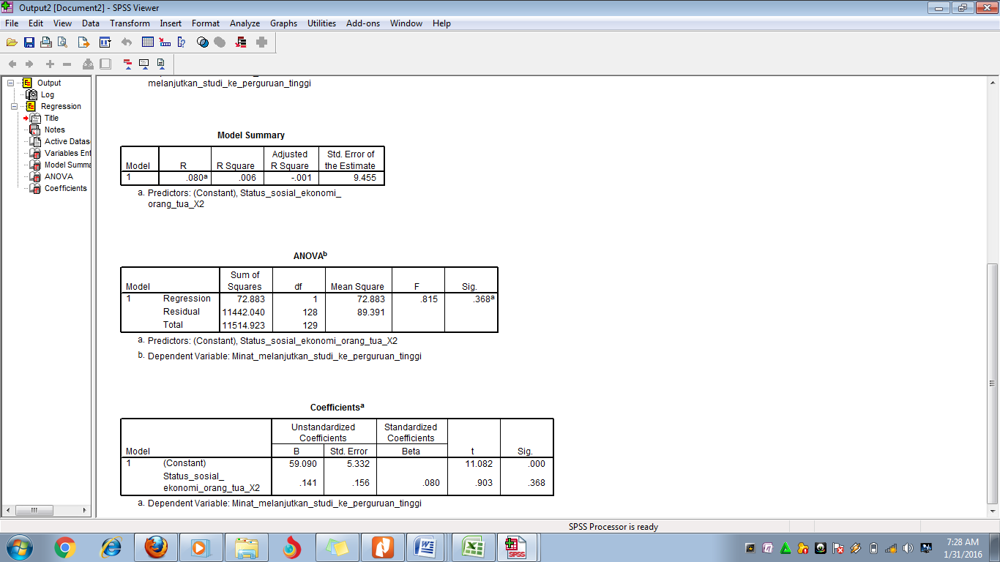 Output2 [Document2] - SPSS Viewer
File Edit View Data Transform Insert Format Analyze Graphs Utilities Add-ons Window Help
Output
Log
Regression
Title
Notes
Active Datas
Variables Ent
Model Summa
ANOVA
Coefficients
melanjutkan_studi_ke_perguruan_tinggi
Model Summary
Model R R Square Adjusted R Square Std. Error of the Estimate
1 .080a .006 -.001 9.455
a. Predictors: (Constant), Status_sosial_ekonomi_
orang_tua_X2
ANOVAb
Model Sum of Squares df Mean Square F Sig.
1 Regression 72.883 1 72.883 .815 .368a
Residual 11442.040 128 89.391
Total 11514.923 129
a. Predictors: (Constant), Status_sosial_ekonomi_orang_tua_X2
b. Dependent Variable: Minat_melanjutkan_studi_ke_perguruan_tinggi
Coefficientsa
Unstandardized Coefficients Standardized Coefficients
Model B Std. Error Beta t Sig.
1 (Constant) 59.090 5.332 11.082 .000
Status_sosial_
ekonomi_orang_tua_X2 .141 .156 .080 .903 .368
a. Dependent Variable: Minat_melanjutkan_studi_ke_perguruan_tinggi
SPSS Processor is ready
SPSS
7:28 AM
1/31/2016